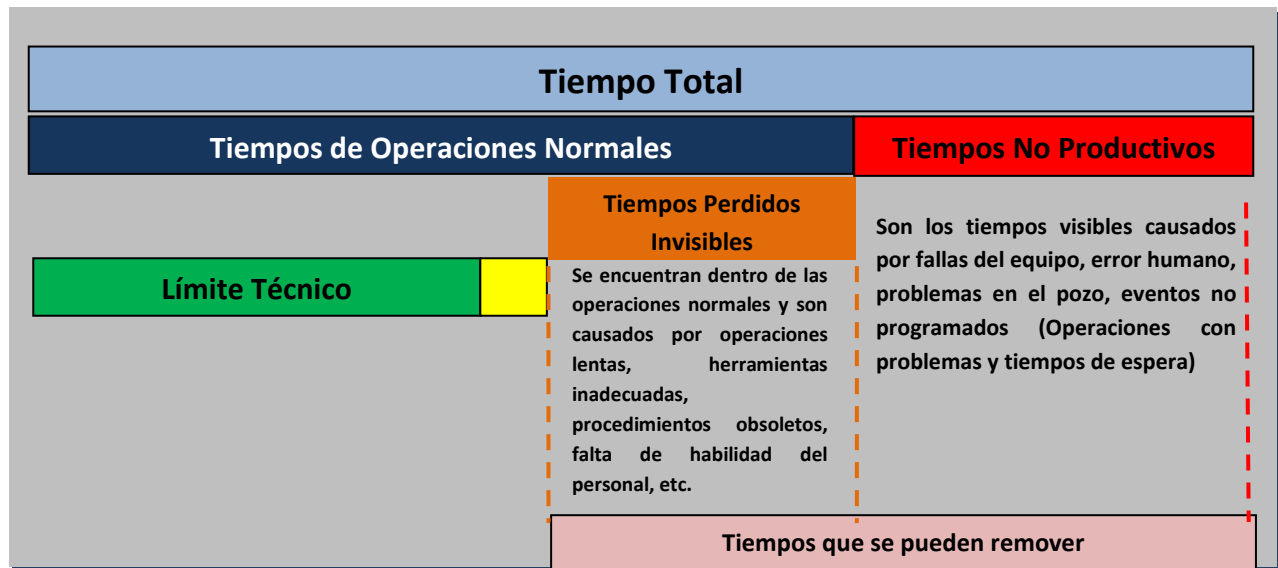 Tiempo Total
Tiempos de Operaciones Normales
Tiempos No Productivos
Tiempos Perdidos
Invisibles
Límite Técnico
Se encuentran dentro de las
operaciones normales y son
causados por operaciones
lentas, herramientas
inadecuadas,
procedimientos obsoletos,
falta de habilidad del
personal, etc.
Son los tiempos visibles causados
por fallas del equipo, error humano,
problemas en el pozo, eventos no
programados (Operaciones con
problemas y tiempos de espera)
Tiempos que se pueden remover